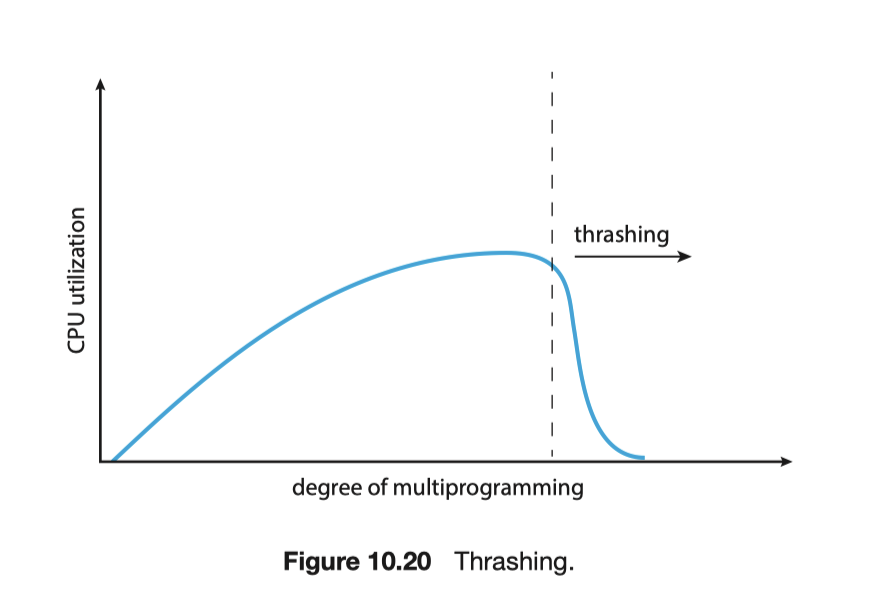 CPU utilization
thrashing
degree of multiprogramming
Figure 10.20 Thrashing.